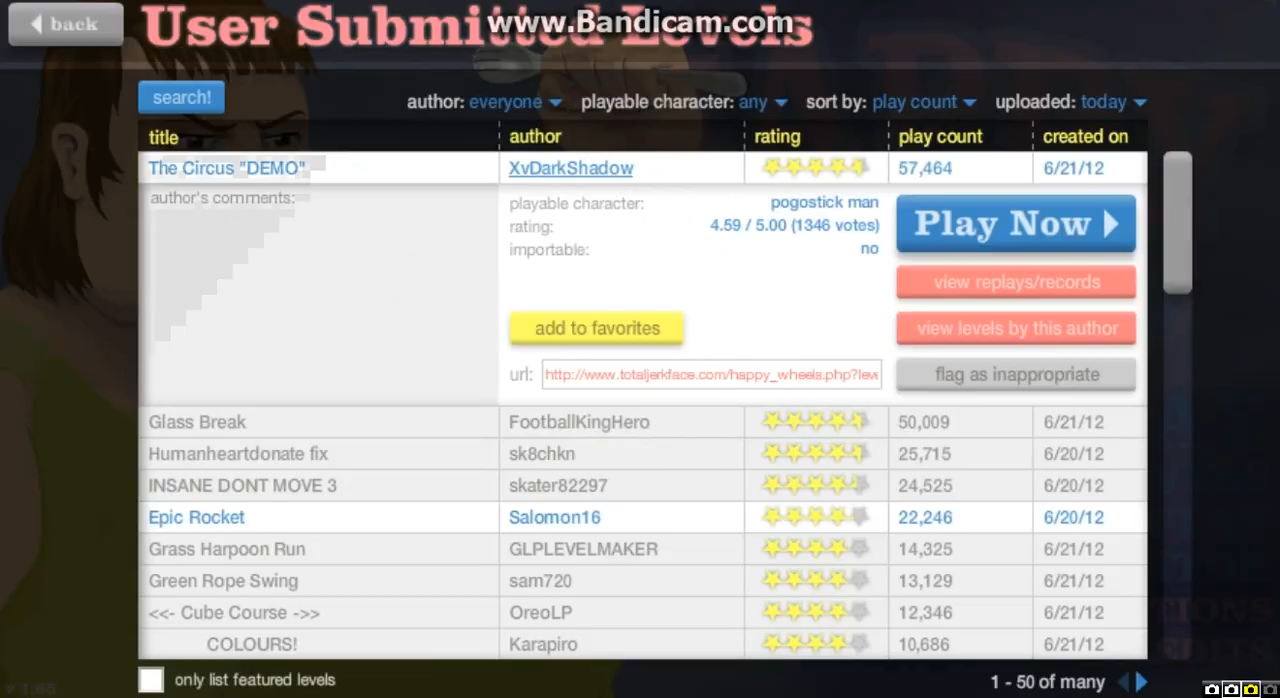 back
User Submitted Levels
www.Bandicam.com
search!
author: everyone playable character: any sort by: play count uploaded: today
title author rating play count created on
The Circus "DEMO" XvDarkShadow 57,464 6/21/12
author's comments:
playable character: pogostick man
rating: 4.59 / 5.00 (1346 votes)
importable: no
Play Now
view replays/records
add to favorites
view levels by this author
url: http://www.totaljerkface.com/happy_wheels.php?leve
flag as inappropriate
Glass Break FootballKingHero 50,009 6/21/12
Humanheartdonate fix sk8chkn 25,715 6/20/12
INSANE DONT MOVE 3 skater82297 24,525 6/20/12
Epic Rocket Salomon16 22,246 6/20/12
Grass Harpoon Run GLPLEVELMAKER 14,325 6/21/12
Green Rope Swing sam720 13,129 6/21/12
<<- Cube Course ->> OreoLP 12,346 6/21/12
COLOURS! Karapiro 10,686 6/21/12
only list featured levels
1 - 50 of many